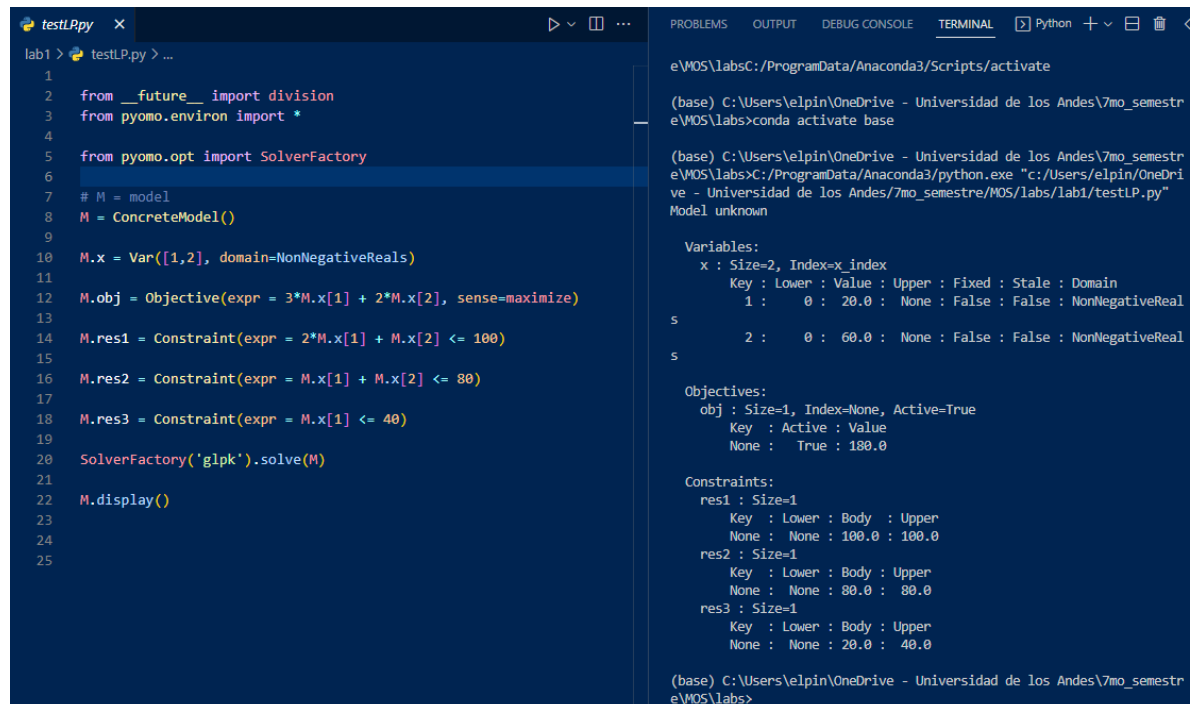 testLP.py ×
lab1 > testLP.py > ...
1
2 from __future__ import division
3 from pyomo.environ import *
4
5 from pyomo.opt import SolverFactory
6
7 # M = model
8 M = ConcreteModel()
9
10 M.x = Var([1,2], domain=NonNegativeReals)
11
12 M.obj = Objective(expr = 3*M.x[1] + 2*M.x[2], sense=maximize)
13
14 M.res1 = Constraint(expr = 2*M.x[1] + M.x[2] <= 100)
15
16 M.res2 = Constraint(expr = M.x[1] + M.x[2] <= 80)
17
18 M.res3 = Constraint(expr = M.x[1] <= 40)
19
20 SolverFactory('glpk').solve(M)
21
22 M.display()
23
24
25
PROBLEMS OUTPUT DEBUG CONSOLE TERMINAL Python
e\MOS\labsC:/ProgramData/Anaconda3/Scripts/activate
(base) C:\Users\elpin\OneDrive - Universidad de los Andes\7mo_semestr
e\MOS\labs>conda activate base
(base) C:\Users\elpin\OneDrive - Universidad de los Andes\7mo_semestr
e\MOS\labs>C:/ProgramData/Anaconda3/python.exe "c:/Users/elpin/OneDri
ve - Universidad de los Andes/7mo_semestre/MOS/labs/lab1/testLP.py"
Model unknown
Variables:
x : Size=2, Index=x_index
Key : Lower : Value : Upper : Fixed : Stale : Domain
1 : 0 : 20.0 : None : False : False : NonNegativeReal
s
2 : 0 : 60.0 : None : False : False : NonNegativeReal
s
Objectives:
obj : Size=1, Index=None, Active=True
Key : Active : Value
None : True : 180.0
Constraints:
res1 : Size=1
Key : Lower : Body : Upper
None : None : 100.0 : 100.0
res2 : Size=1
Key : Lower : Body : Upper
None : None : 80.0 : 80.0
res3 : Size=1
Key : Lower : Body : Upper
None : None : 20.0 : 40.0
(base) C:\Users\elpin\OneDrive - Universidad de los Andes\7mo_semestr
e\MOS\labs>